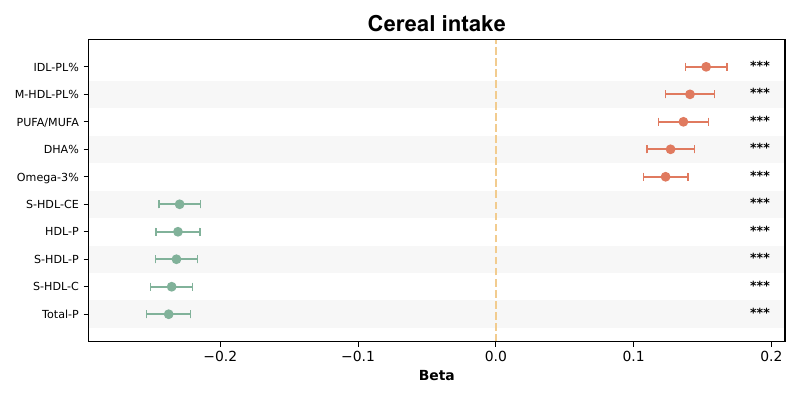 Cereal intake
IDL-PL% ***
M-HDL-PL% ***
PUFA/MUFA ***
DHA% ***
Omega-3% ***
S-HDL-CE ***
HDL-P ***
S-HDL-P ***
S-HDL-C ***
Total-P ***
−0.2 −0.1 0.0 0.1 0.2
Beta